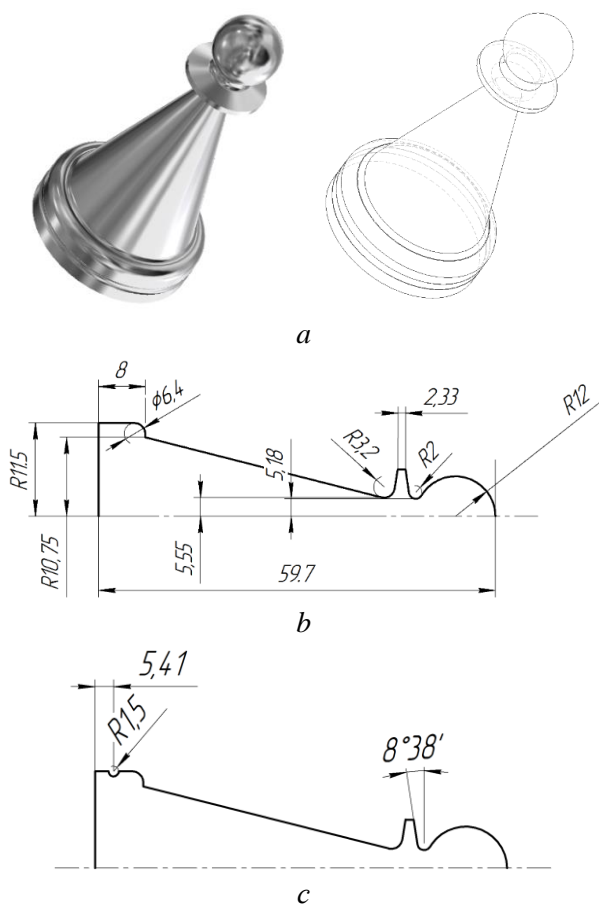 a
8
ϕ6,4
2,33
R12
R3,2
R2
5,18
R11,5
R10,75
5,55
59.7
b
5,41
R1,5
8°38'
c